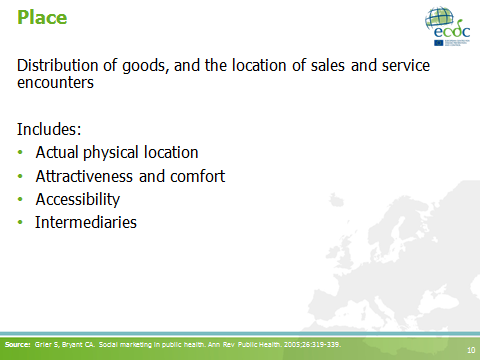 Place
ecdc
Distribution of goods, and the location of sales and service
encounters
Includes:
• Actual physical location
• Attractiveness and comfort
• Accessibility
• Intermediaries
Source: Grier S, Bryant CA. Social marketing in public health. Ann Rev Public Health. 2005;26:319-339.
10